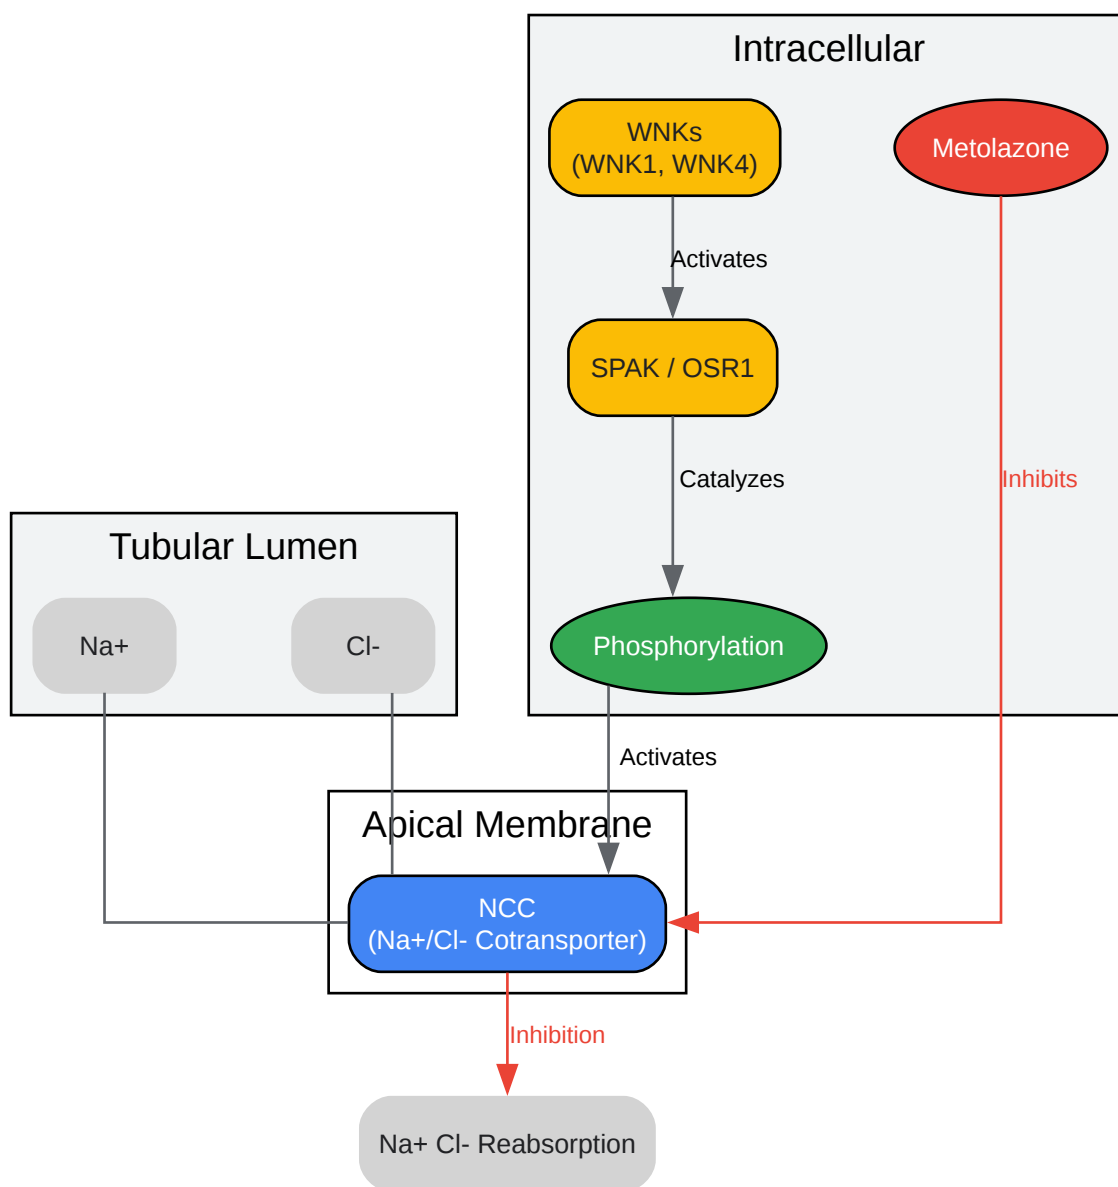 Intracellular
WNKs
(WNK1, WNK4)
Metolazone
Activates
SPAK / OSR1
Catalyzes
Inhibits
Tubular Lumen
Na+
Cl-
Phosphorylation
Activates
Apical Membrane
NCC
(Na+/Cl- Cotransporter)
Inhibition
Na+ Cl- Reabsorption